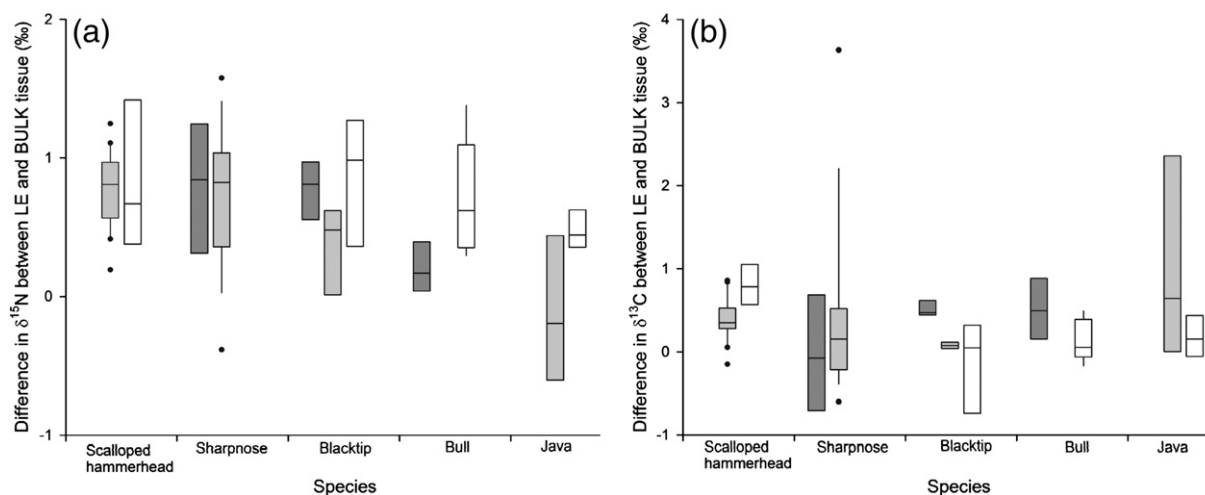 (a)
Difference in δ¹⁵N between LE and BULK tissue (‰)
2
1
0
-1
Scalloped hammerhead
Sharpnose
Blacktip
Bull
Java
Species
(b)
Difference in δ¹³C between LE and BULK tissue (‰)
4
3
2
1
0
-1
Scalloped hammerhead
Sharpnose
Blacktip
Bull
Java
Species